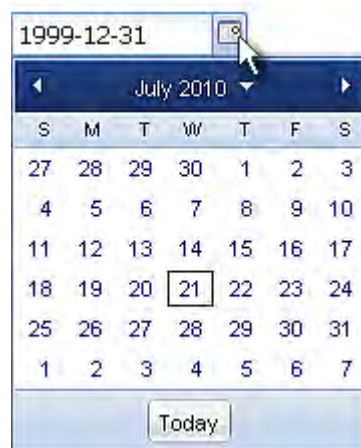 1999-12-31
July 2010
S M T W T F S
27 28 29 30 1 2 3
4 5 6 7 8 9 10
11 12 13 14 15 16 17
18 19 20 21 22 23 24
25 26 27 28 29 30 31
1 2 3 4 5 6 7
Today